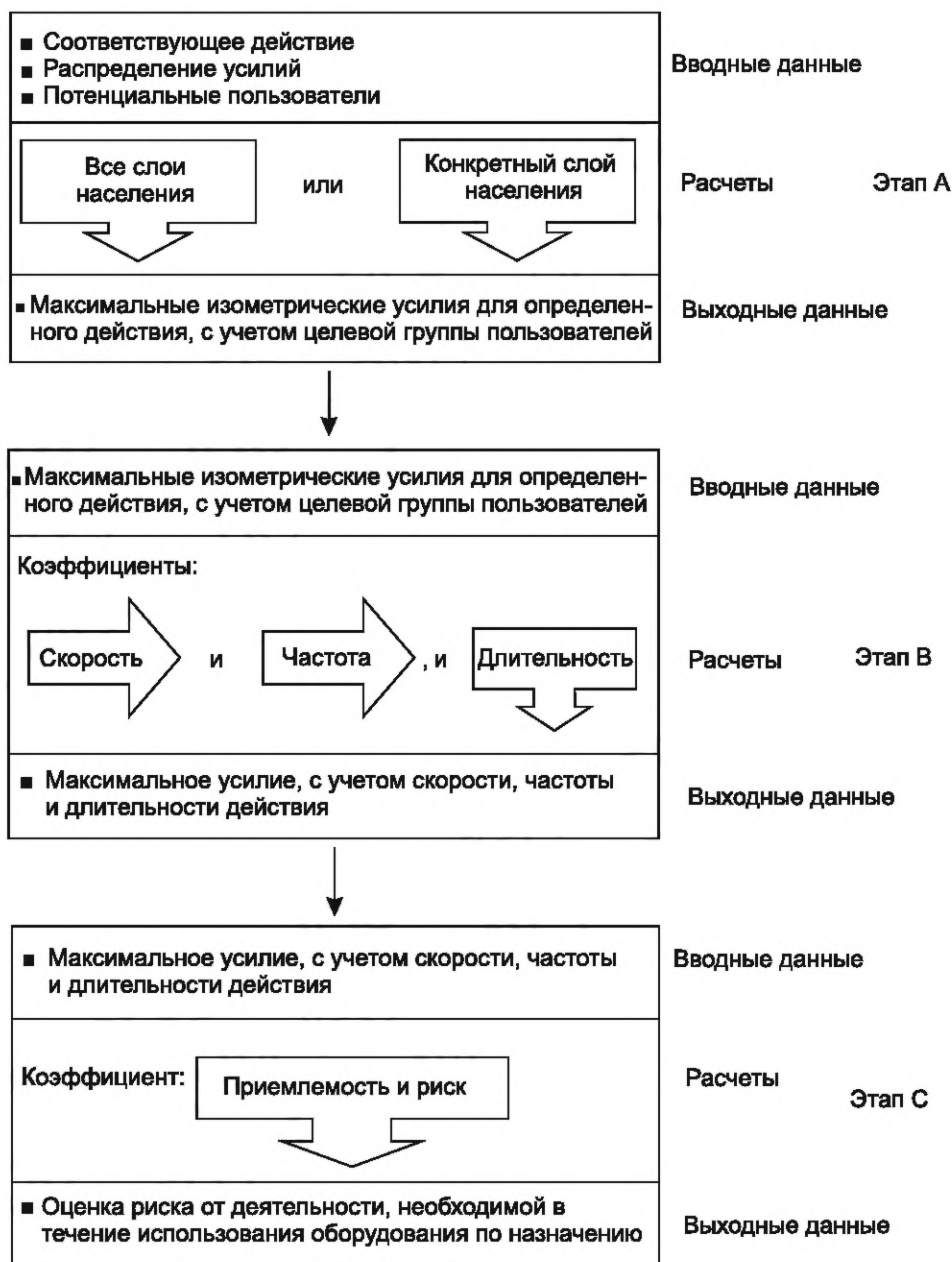 ■ Соответствующее действие
■ Распределение усилий
■ Потенциальные пользователи
Вводные данные
Все слои
населения
или
Конкретный слой
населения
Расчеты
Этап А
■ Максимальные изометрические усилия для определен-
ного действия, с учетом целевой группы пользователей
Выходные данные
■ Максимальные изометрические усилия для определен-
ного действия, с учетом целевой группы пользователей
Вводные данные
Коэффициенты:
Скорость
и
Частота
, и
Длительность
Расчеты
Этап В
■ Максимальное усилие, с учетом скорости, частоты
и длительности действия
Выходные данные
■ Максимальное усилие, с учетом скорости, частоты
и длительности действия
Вводные данные
Коэффициент:
Приемлемость и риск
Расчеты
Этап С
■ Оценка риска от деятельности, необходимой в
течение использования оборудования по назначению
Выходные данные